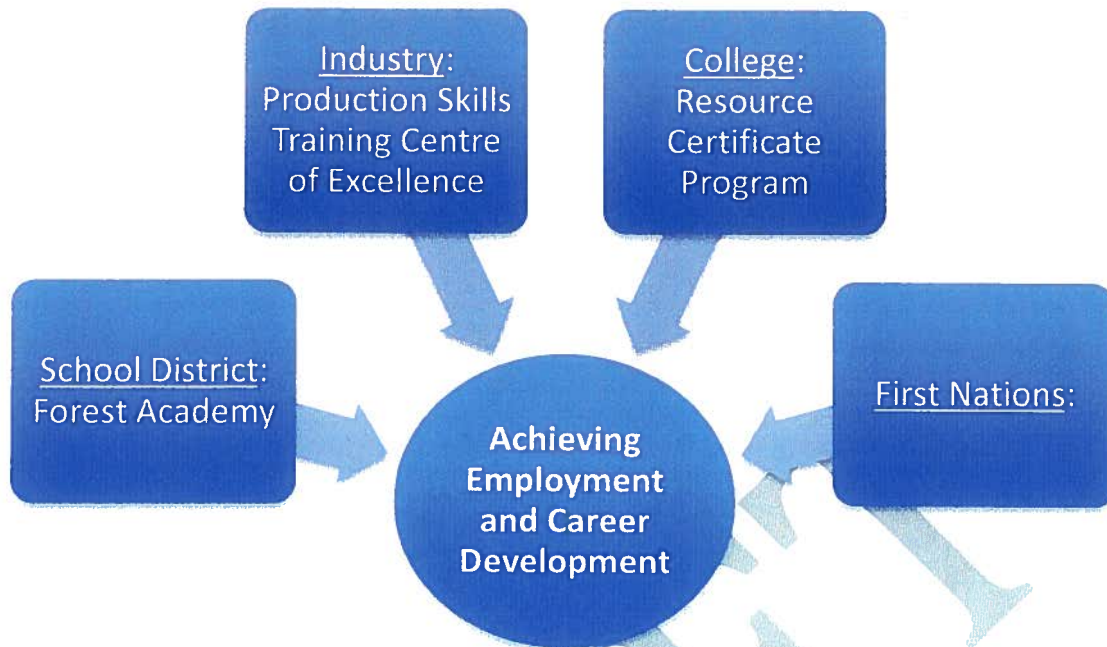 Industry:
Production Skills
Training Centre
of Excellence
College:
Resource
Certificate
Program
School District:
Forest Academy
First Nations:
Achieving
Employment
and Career
Development